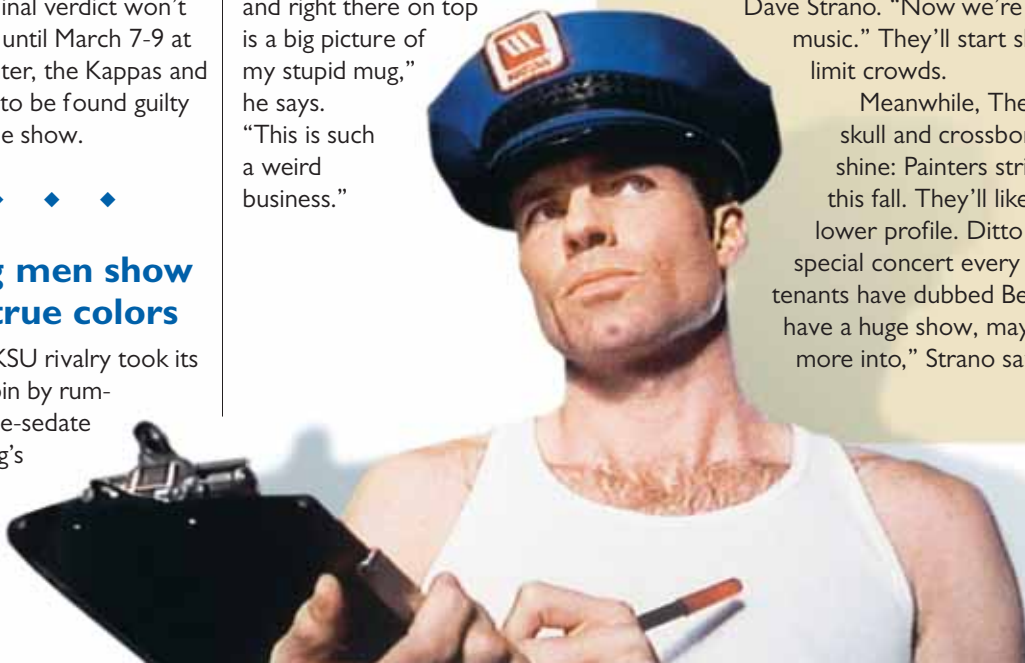 inal verdict won’t
until March 7-9 at
ter, the Kappas and
to be found guilty
e show.
g men show
true colors
KSU rivalry took its
in by rum-
e-sedate
g’s
and right there on top
is a big picture of
my stupid mug,”
he says.
“This is such
a weird
business.”
Dave Strano. “Now we’re
music.” They’ll start s
limit crowds.
Meanwhile, The
skull and crossbo
shine: Painters stri
this fall. They’ll like
lower profile. Ditto
special concert every
tenants have dubbed Be
have a huge show, may
more into,” Strano sa